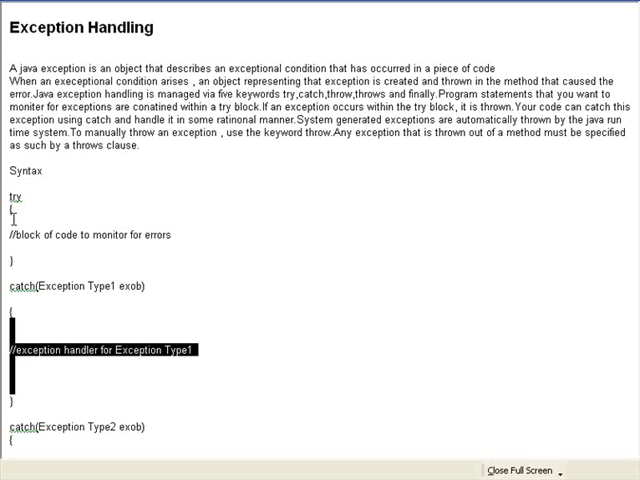 Exception Handling
A java exception is an object that describes an exceptional condition that has occurred in a piece of code
When an execeptional condition arises , an object representing that exception is created and thrown in the method that caused the
error.Java exception handling is managed via five keywords try,catch,throw,throws and finally.Program statements that you want to
moniter for exceptions are conatined within a try block.If an exception occurs within the try block, it is thrown.Your code can catch this
exception using catch and handle it in some ratinonal manner.System generated exceptions are automatically thrown by the java run
time system.To manually throw an exception , use the keyword throw.Any exception that is thrown out of a method must be specified
as such by a throws clause.
Syntax
try
{
//block of code to monitor for errors
}
catch(Exception Type1 exob)
{
//exception handler for Exception Type1
}
catch(Exception Type2 exob)
{
Close Full Screen